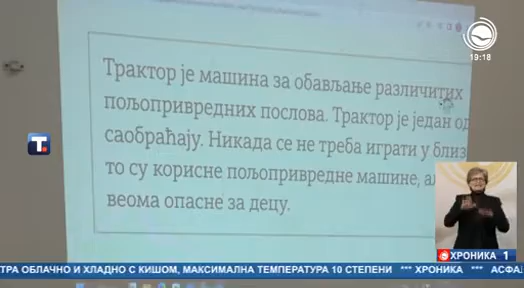 19:18
Трактор је машина за обављање различитих
пољопривредних послова. Трактор је један од
саобраћају. Никада се не треба играти у близ
то су корисне пољопривредне машине, ал
веома опасне за децу.
T.
ХРОНИКА 1
ТРА ОБЛАЧНО И ХЛАДНО С КИШОМ, МАКСИМАЛНА ТЕМПЕРАТУРА 10 СТЕПЕНИ *** ХРОНИКА *** АСФА